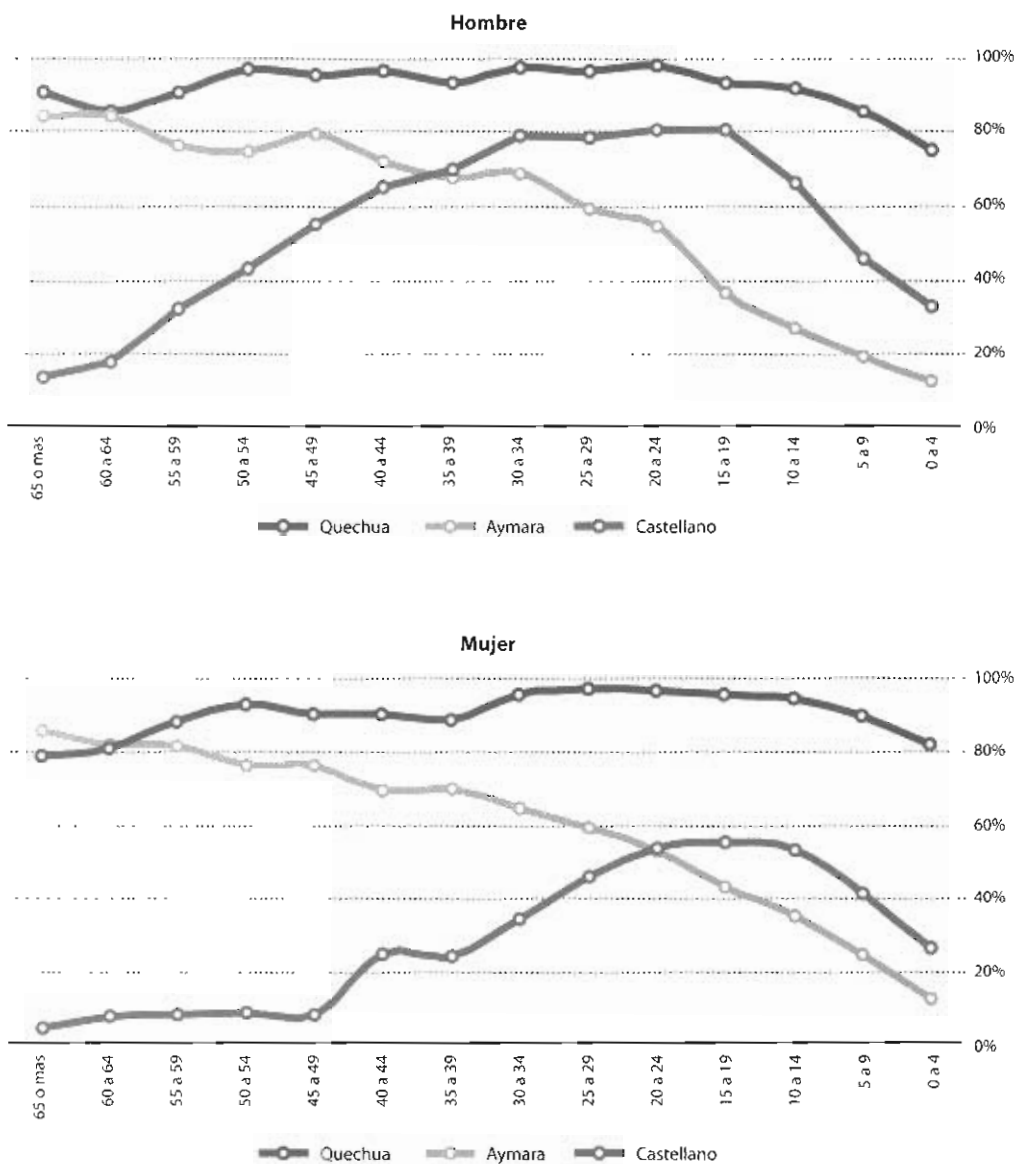 Hombre
100%
80%
60%
40%
20%
0%
65 o mas
60 a 64
55 a 59
50 a 54
45 a 49
40 a 44
35 a 39
30 a 34
25 a 29
20 a 24
15 a 19
10 a 14
5 a 9
0 a 4
Quechua Aymara Castellano
Mujer
100%
80%
60%
40%
20%
0%
65 o mas
60 a 64
55 a 59
50 a 54
45 a 49
40 a 44
35 a 39
30 a 34
25 a 29
20 a 24
15 a 19
10 a 14
5 a 9
0 a 4
Quechua Aymara Castellano